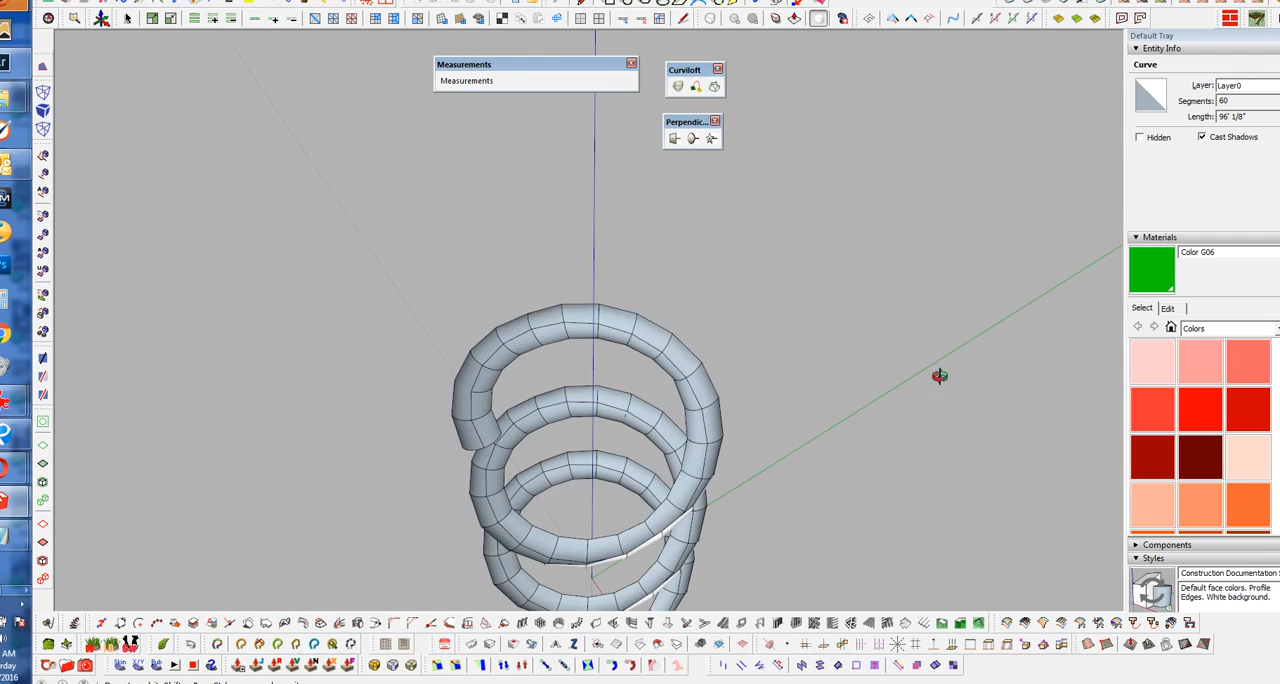 Default Tray
Measurements
Entity Info
Measurements
Curviloft
Curve
Layer: Layer0
Segments: 60
Length: 96' 1/8"
Perpendic...
Hidden
Cast Shadows
Materials
Color G06
Select
Edit
Colors
Components
Styles
Construction Documentation
Default face colors. Profile
Edges. White background.
AM